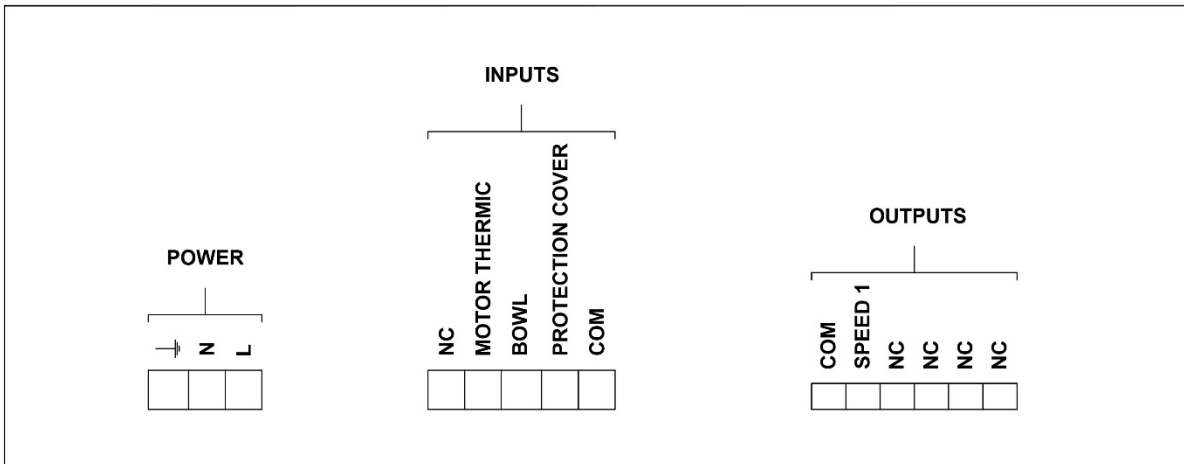 INPUTS
OUTPUTS
POWER
N
L
NC
MOTOR THERMIC
BOWL
PROTECTION COVER
COM
COM
SPEED 1
NC
NC
NC
NC